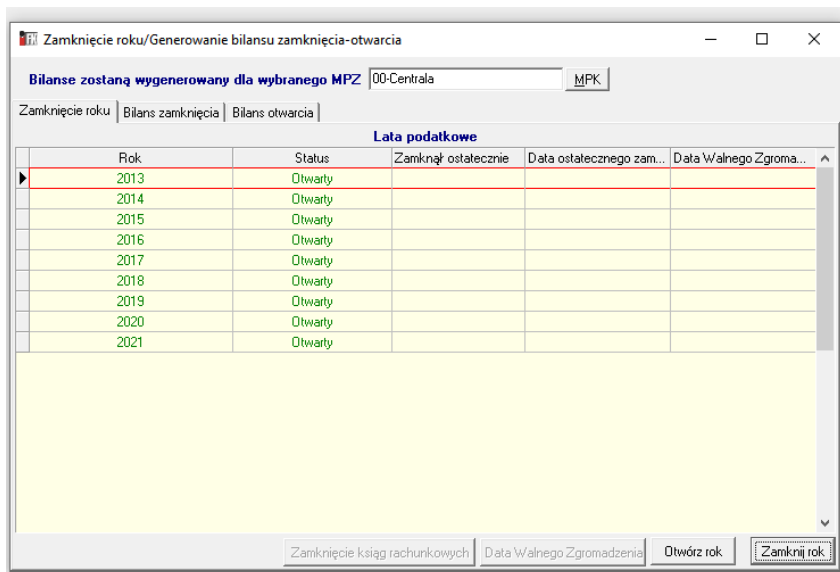 Zamknięcie roku/Generowanie bilansu zamknięcia-otwarcia
Bilanse zostaną wygenerowany dla wybranego MPZ 00-Centrala MPK
Zamknięcie roku Bilans zamknięcia Bilans otwarcia
Lata podatkowe
Rok Status Zamknął ostatecznie Data ostatecznego zam... Data Walnego Zgroma...
2013 Otwarty
2014 Otwarty
2015 Otwarty
2016 Otwarty
2017 Otwarty
2018 Otwarty
2019 Otwarty
2020 Otwarty
2021 Otwarty
Zamknięcie ksiąg rachunkowych Data Walnego Zgromadzenia Otwórz rok Zamknij rok